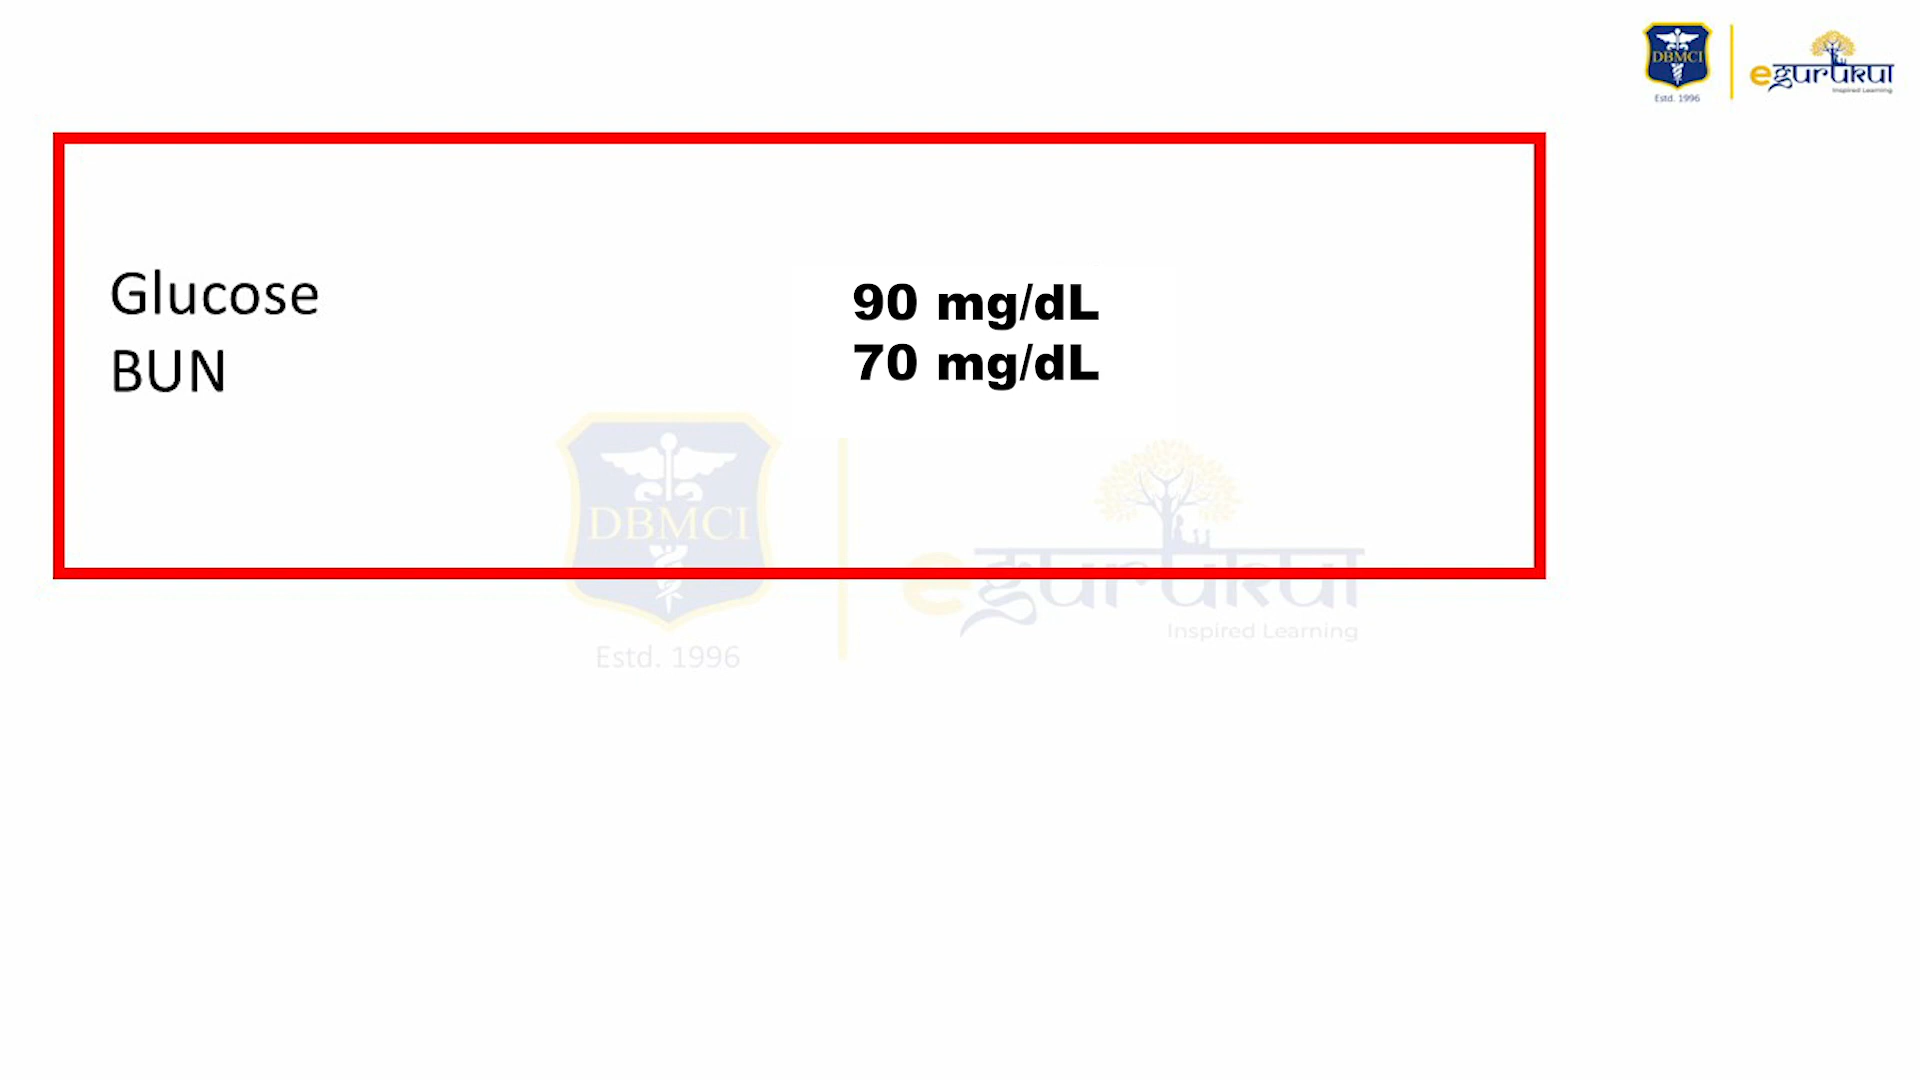 DBMCI
Estd. 1996
egurukul
Inspired Learning
Glucose 90 mg/dL
BUN 70 mg/dL
DBMCI
Estd. 1996
egurukul
Inspired Learning